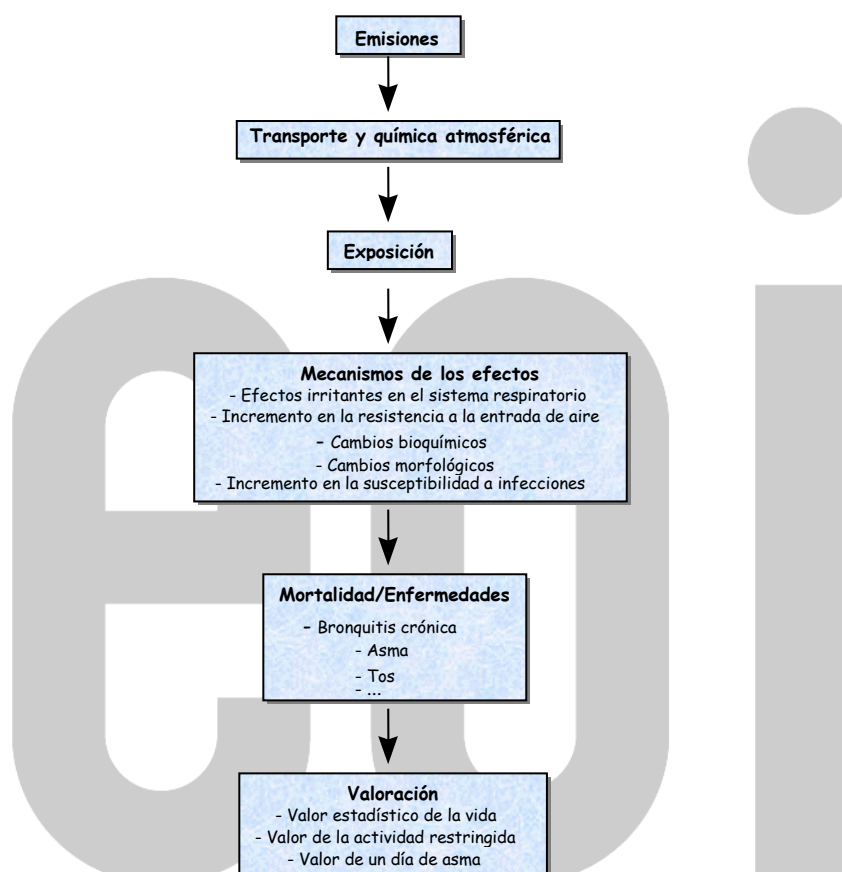 Emisiones
Transporte y química atmosférica
Exposición
Mecanismos de los efectos
- Efectos irritantes en el sistema respiratorio
- Incremento en la resistencia a la entrada de aire
- Cambios bioquímicos
- Cambios morfológicos
- Incremento en la susceptibilidad a infecciones
Mortalidad/Enfermedades
- Bronquitis crónica
- Asma
- Tos
- ...
Valoración
- Valor estadístico de la vida
- Valor de la actividad restringida
- Valor de un día de asma